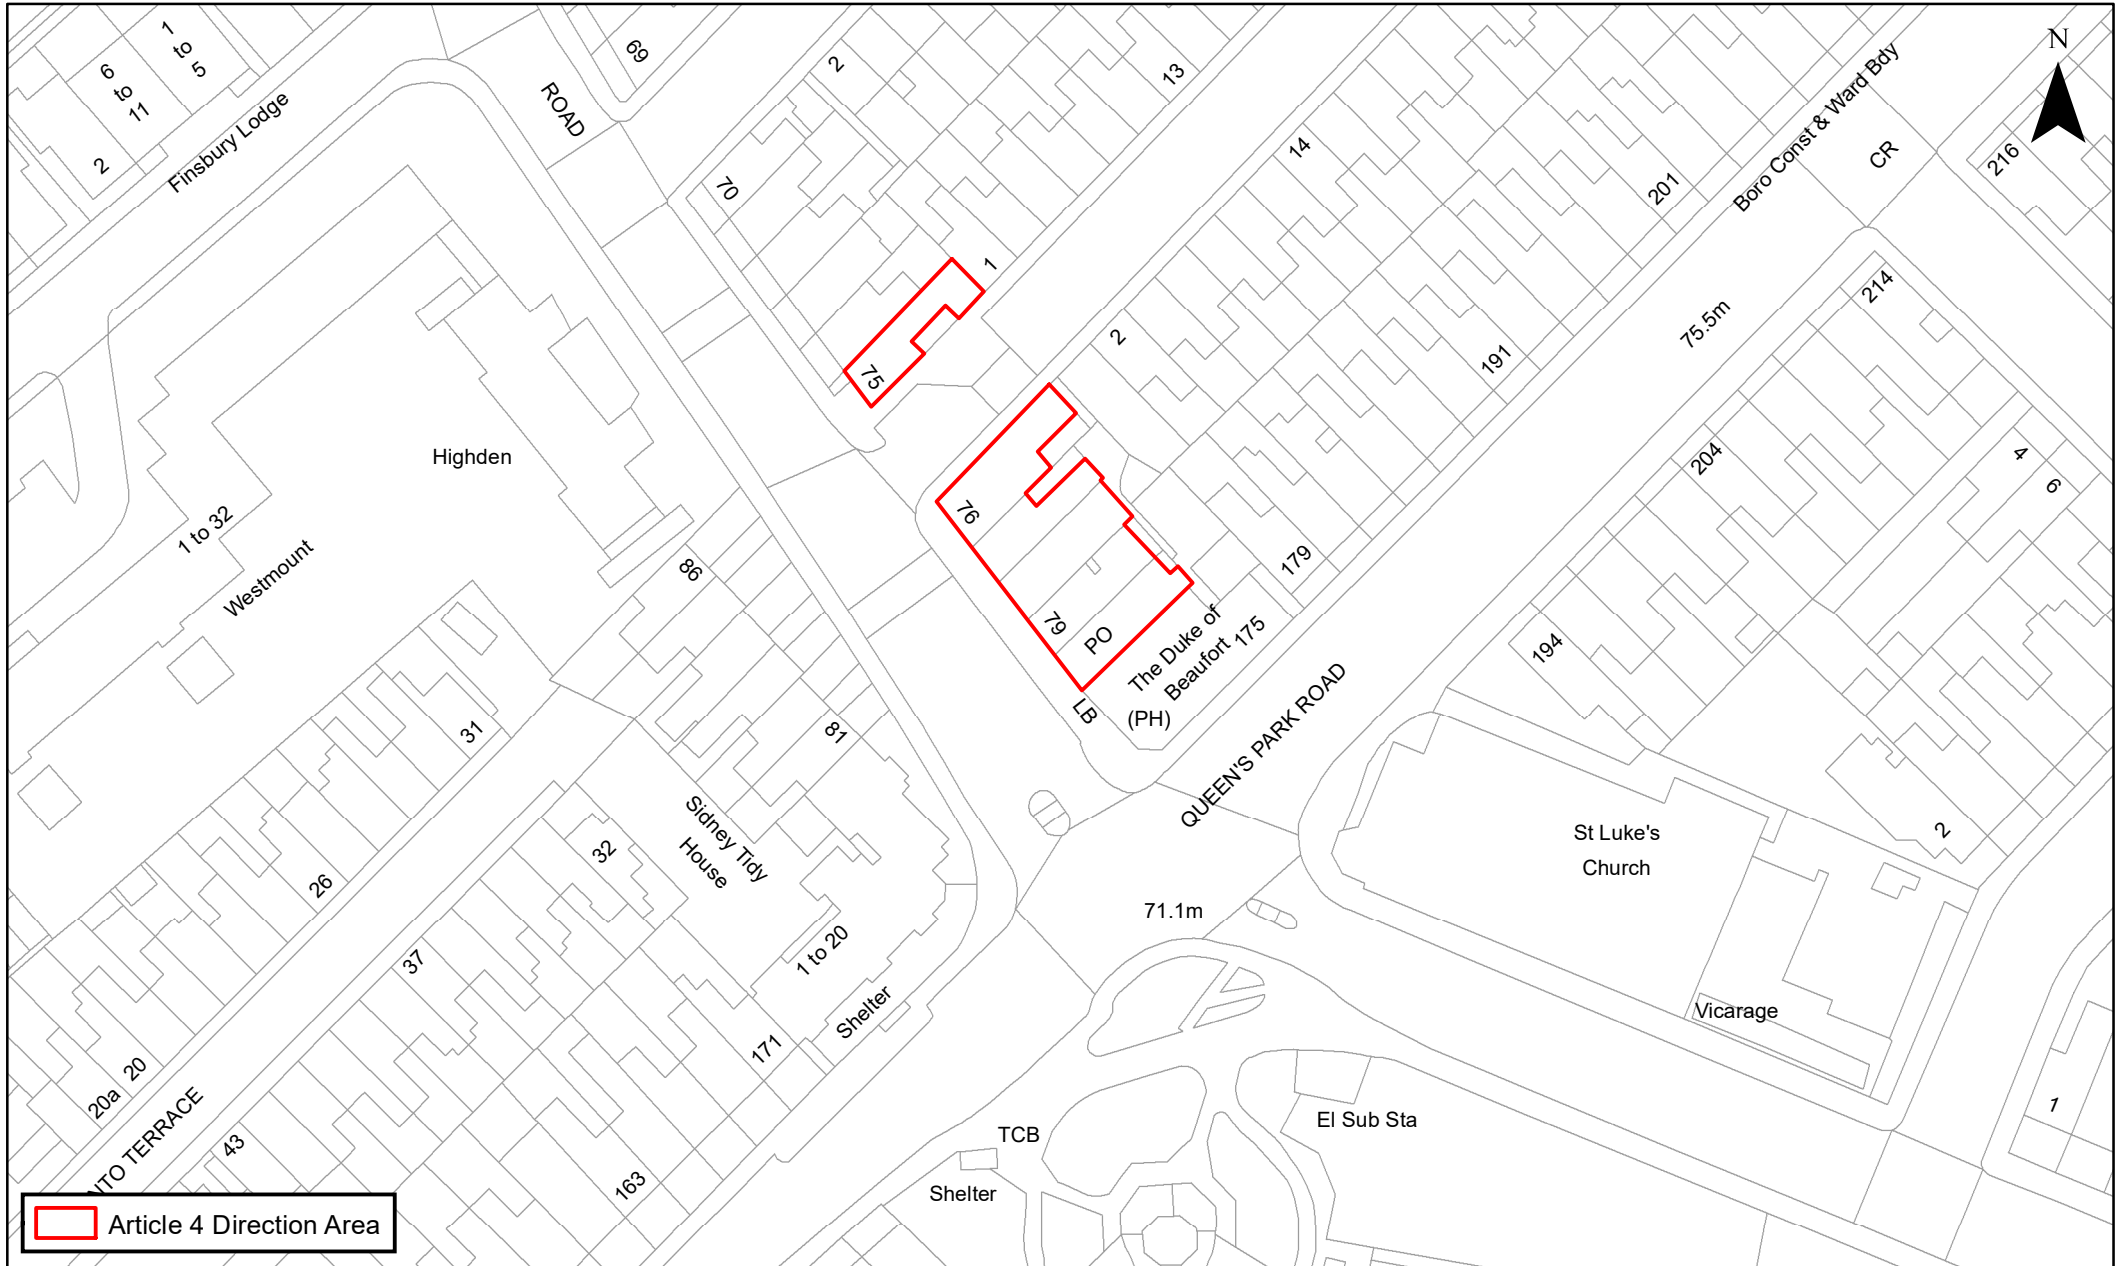 1
to
5
6
to
11
2
Finsbury Lodge
ROAD
69
2
13
70
14
201
Boro Const & Ward Bdy
CR
216
N
1
75
2
191
75.5m
214
Highden
1 to 32
Westmount
86
76
79
PO
179
The Duke of
Beaufort
175
(PH)
LB
QUEEN'S PARK ROAD
204
194
4
6
2
31
26
81
Sidney Tidy
House
32
37
1 to 20
Shelter
171
71.1m
St Luke's
Church
Vicarage
1
20
20a
NTO TERRACE
43
163
TCB
Shelter
El Sub Sta
Article 4 Direction Area